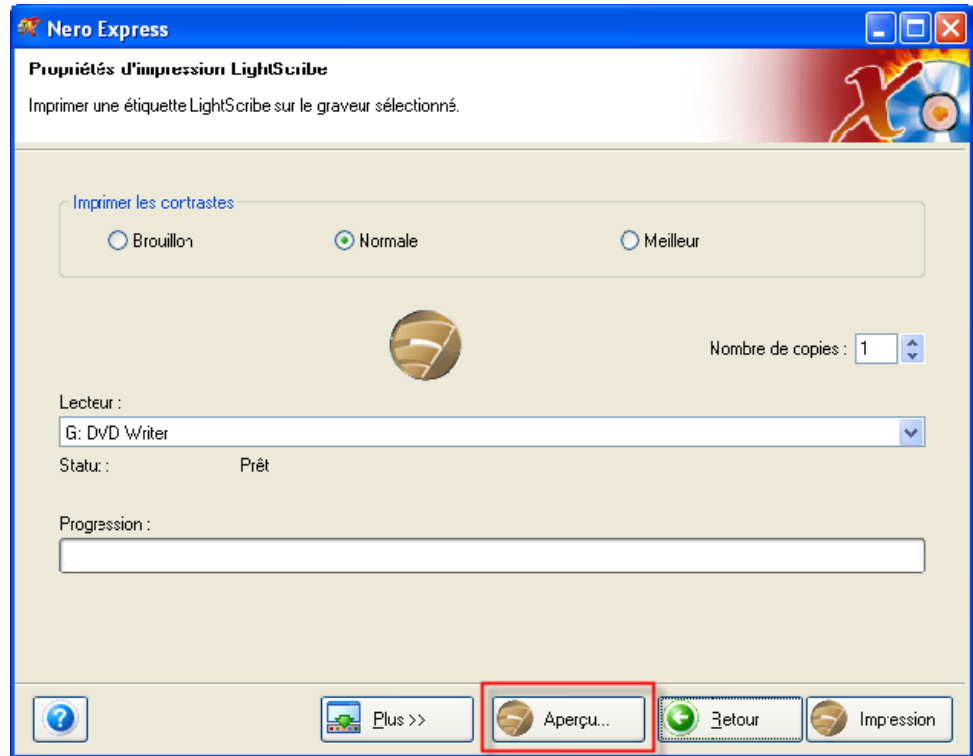 Nero Express
Propriétés d'impression LightScribe
Imprimer une étiquette LightScribe sur le graveur sélectionné.
Imprimer les contrastes
Brouillon
Normale
Meilleur
Nombre de copies : 1
Lecteur :
G: DVD Writer
Statut : Prêt
Progression :
Plus >>
Aperçu...
Retour
Impression